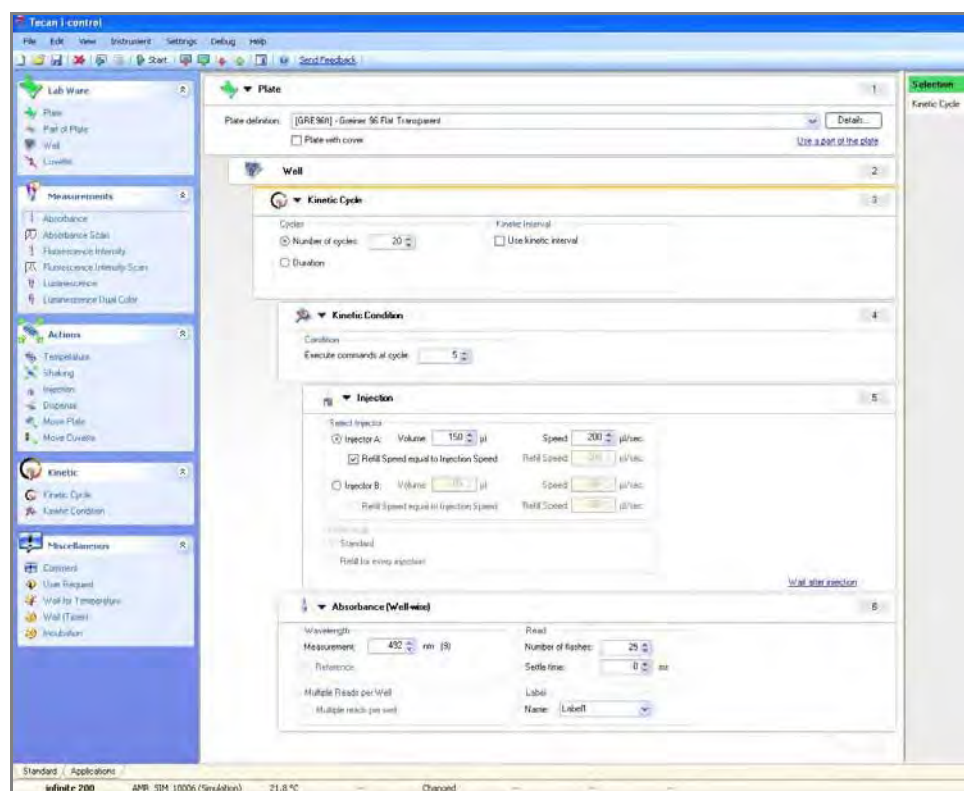 Tecan i-control
File Edit View Instrument Settings Debug Help
Start Send Feedback
Lab Ware
Plate
Part of Plate
Well
Cuvette
Measurements
Absorbance
Absorbance Scan
Fluorescence Intensity
Fluorescence Intensity Scan
Luminescence
Luminescence Dual Color
Actions
Temperature
Shaking
Injection
Dispense
Move Plate
Move Cuvette
Kinetic
Kinetic Cycle
Kinetic Condition
Miscellaneous
Comment
User Request
Wait for Temperature
Wait (Timer)
Incubation
Plate 1
Plate definition: [GRE96ft] - Greiner 96 Flat Transparent Details...
Plate with cover Use a part of the plate
Well 2
Kinetic Cycle 3
Cycles Kinetic Interval
Number of cycles: 20 Use kinetic interval
Duration
Kinetic Condition 4
Condition
Execute commands at cycle: 5
Injection 5
Select Injector
Injector A: Volume: 150 µl Speed: 200 µl/sec.
Refill Speed equal to Injection Speed Refill Speed: µl/sec.
Injector B: Volume: µl Speed: µl/sec.
Refill Speed equal to Injection Speed Refill Speed: µl/sec.
Standard
Refill for every injection
Wait after injection
Absorbance (Well-wise) 6
Wavelength Read
Measurement: 492 nm (9) Number of flashes: 25
Reference Settle time: 0 ms
Multiple Reads per Well Label
Multiple reads per well Name: Label1
Selection
Kinetic Cycle
Standard Applications
infinite 200 AMR_SIM_10006 (Simulation) 21.8 °C Changed